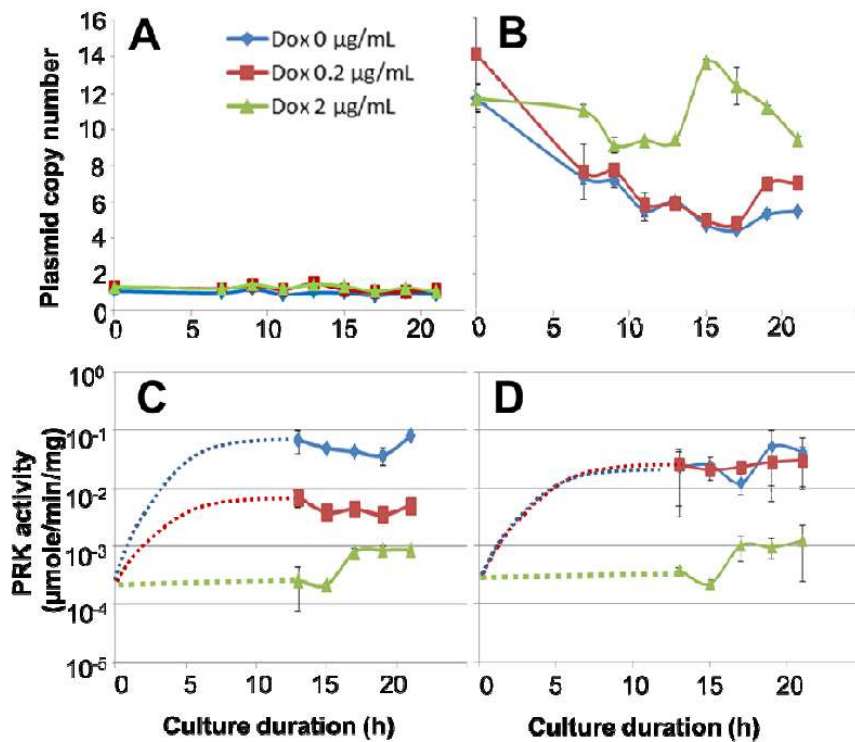 A
B
Dox 0 µg/mL
Dox 0.2 µg/mL
Dox 2 µg/mL
Plasmid copy number
16
14
12
10
8
6
4
2
0
0 5 10 15 20
0 5 10 15 20
C
D
PRK activity
(µmole/min/mg)
10⁰
10⁻¹
10⁻²
10⁻³
10⁻⁴
10⁻⁵
0 5 10 15 20
0 5 10 15 20
Culture duration (h)
Culture duration (h)